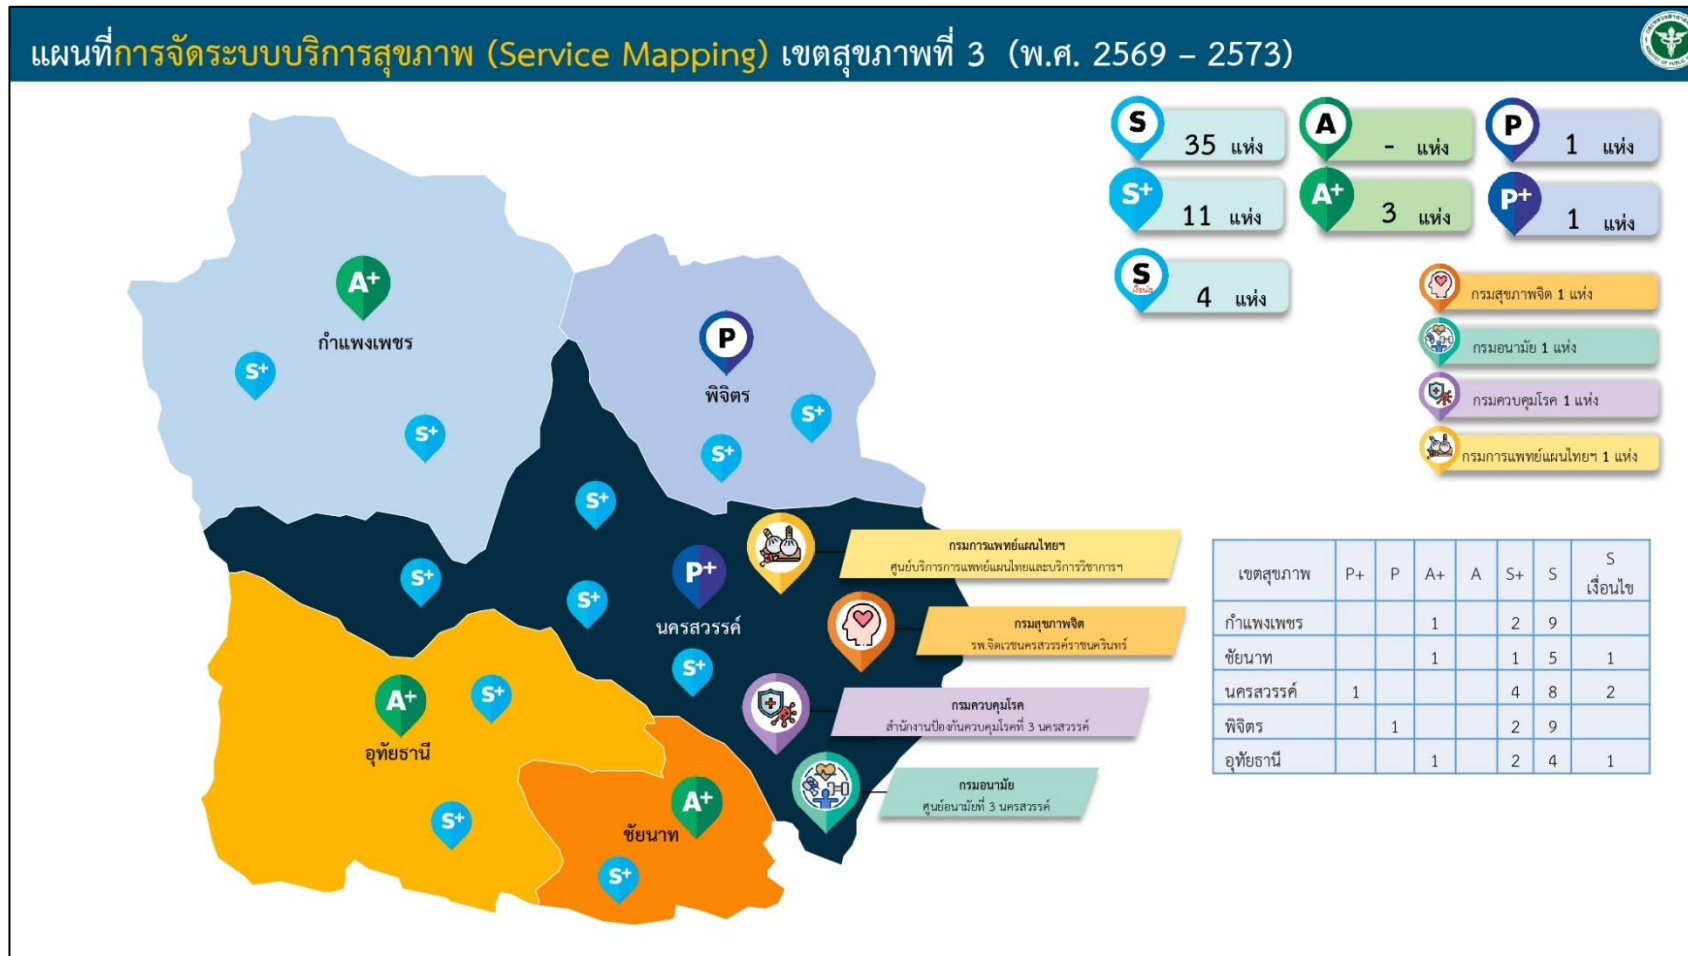 แผนที่การจัดระบบบริการสุขภาพ (Service Mapping) เขตสุขภาพที่ 3 (พ.ศ. 2569 – 2573)
S 35 แห่ง
A - แห่ง
P 1 แห่ง
S+ 11 แห่ง
A+ 3 แห่ง
P+ 1 แห่ง
S เงื่อนไข 4 แห่ง
กรมสุขภาพจิต 1 แห่ง
กรมอนามัย 1 แห่ง
กรมควบคุมโรค 1 แห่ง
กรมการแพทย์แผนไทยฯ 1 แห่ง
A+
กำแพงเพชร
S+
S+
P
พิจิตร
S+
S+
S+
S+
S+
P+
นครสวรรค์
S+
กรมการแพทย์แผนไทยฯ
ศูนย์บริการการแพทย์แผนไทยและบริการวิชาการฯ
กรมสุขภาพจิต
รพ.จิตเวชนครสวรรค์ราชนครินทร์
กรมควบคุมโรค
สำนักงานป้องกันควบคุมโรคที่ 3 นครสวรรค์
กรมอนามัย
ศูนย์อนามัยที่ 3 นครสวรรค์
A+
อุทัยธานี
S+
S+
A+
ชัยนาท
S+
เขตสุขภาพ P+ P A+ A S+ S S
เงื่อนไข
กำแพงเพชร 1 2 9
ชัยนาท 1 1 5 1
นครสวรรค์ 1 4 8 2
พิจิตร 1 2 9
อุทัยธานี 1 2 4 1